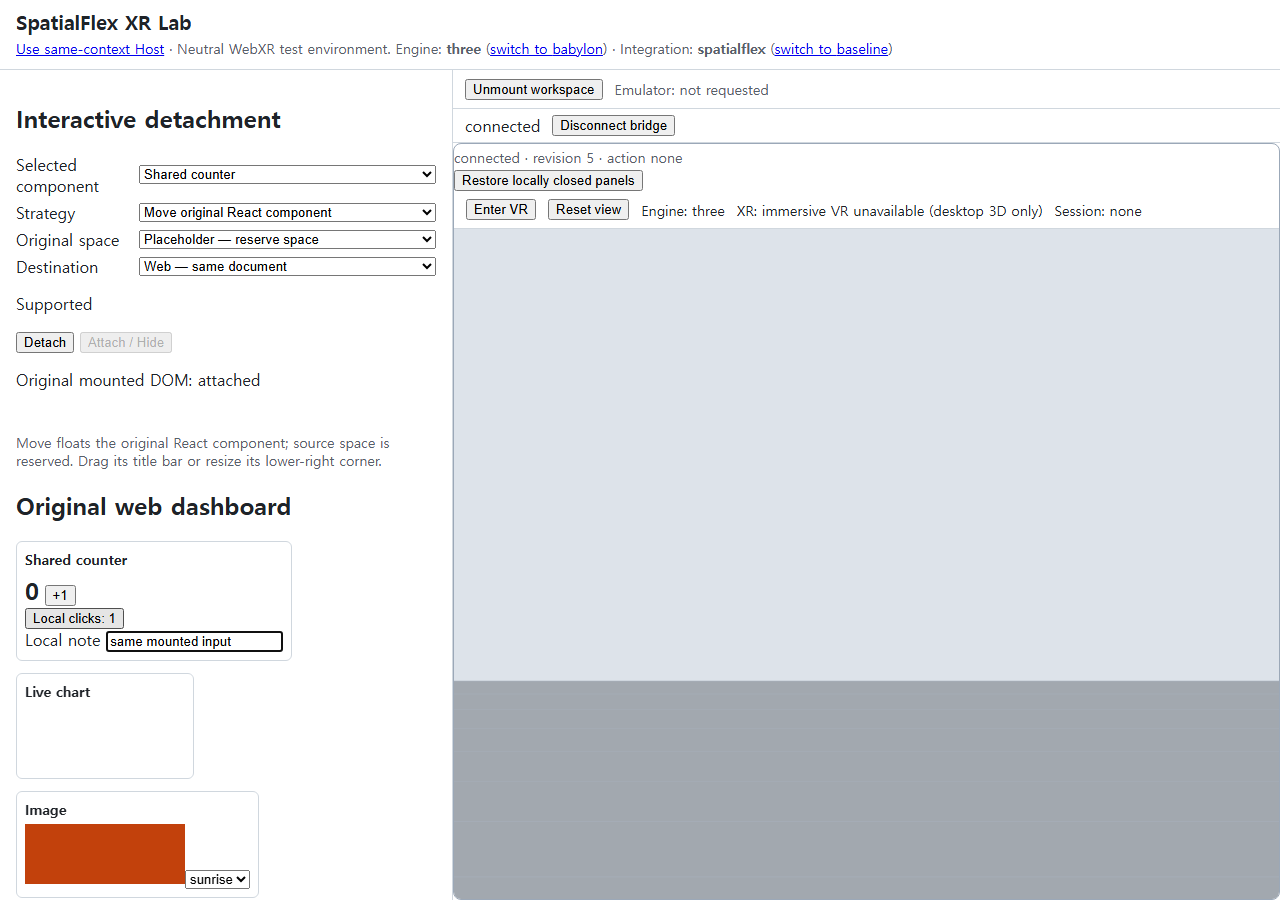 SpatialFlex XR Lab
Use same-context Host · Neutral WebXR test environment. Engine: three (switch to babylon) · Integration: spatialflex (switch to baseline)
Interactive detachment
Selected component
Shared counter
Strategy
Move original React component
Original space
Placeholder — reserve space
Destination
Web — same document
Supported
Detach Attach / Hide
Original mounted DOM: attached
Move floats the original React component; source space is
reserved. Drag its title bar or resize its lower-right corner.
Original web dashboard
Shared counter
0 +1
Local clicks: 1
Local note same mounted input
Live chart
Image
sunrise
Unmount workspace Emulator: not requested
connected Disconnect bridge
connected · revision 5 · action none
Restore locally closed panels
Enter VR Reset view Engine: three XR: immersive VR unavailable (desktop 3D only) Session: none